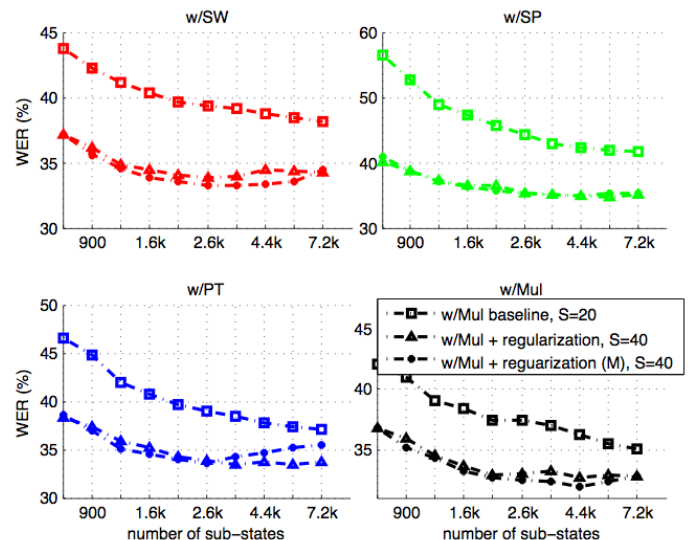 w/SW
45
40
35
30
WER (%)
900 1.6k 2.6k 4.4k 7.2k
w/SP
60
50
40
30
900 1.6k 2.6k 4.4k 7.2k
w/PT
50
45
40
35
30
WER (%)
900 1.6k 2.6k 4.4k 7.2k
number of sub−states
w/Mul
45
40
35
w/Mul baseline, S=20
w/Mul + regularization, S=40
w/Mul + reguarization (M), S=40
900 1.6k 2.6k 4.4k 7.2k
number of sub−states